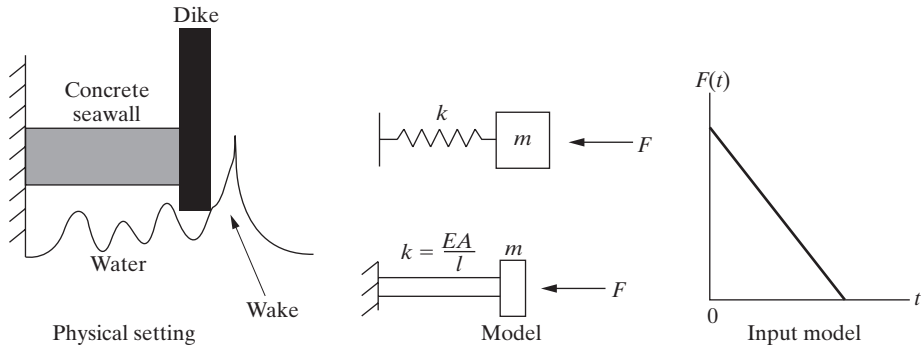 Dike
Concrete
seawall
Water
Wake
Physical setting
k
m
F
k = EA/l
m
F
Model
F(t)
0
t
Input model